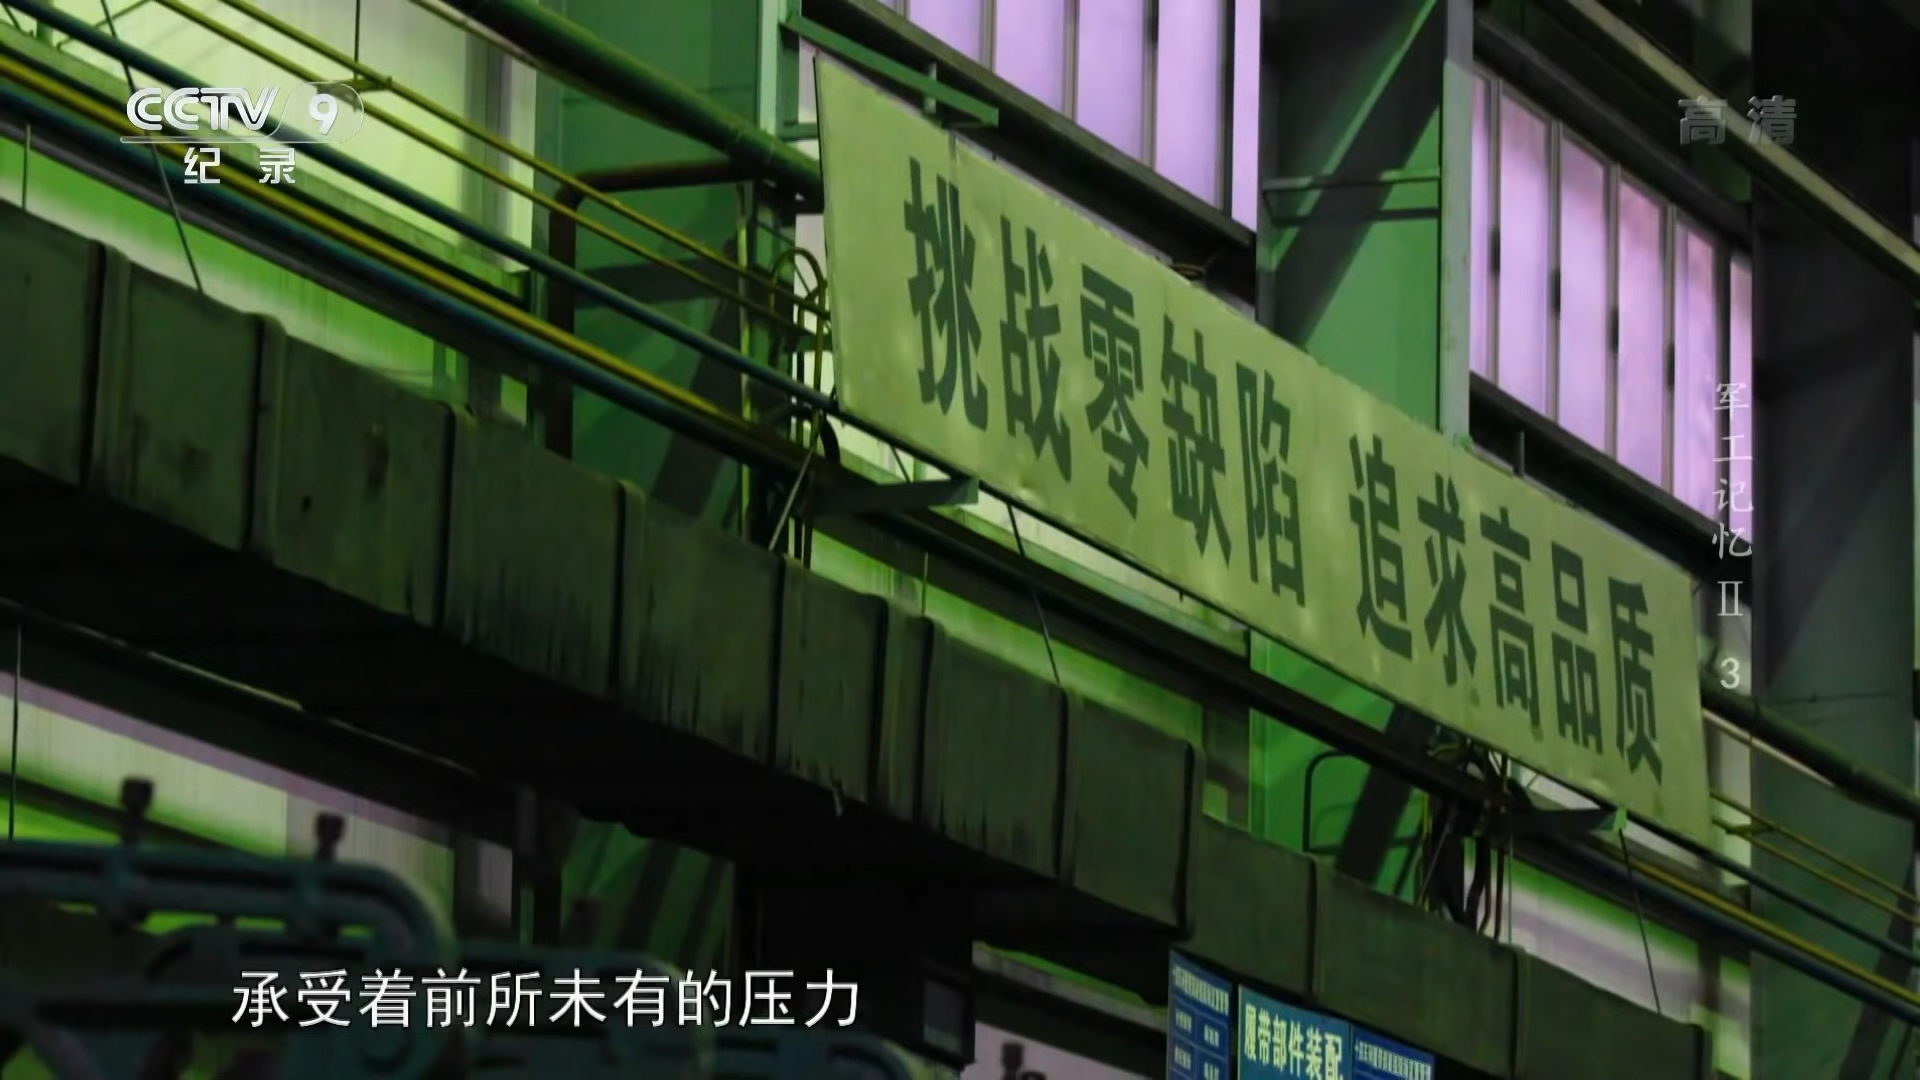 CCTV 9
纪录
高清
挑战零缺陷 追求高品质
军工记忆Ⅱ 3
履带部件装配
承受着前所未有的压力